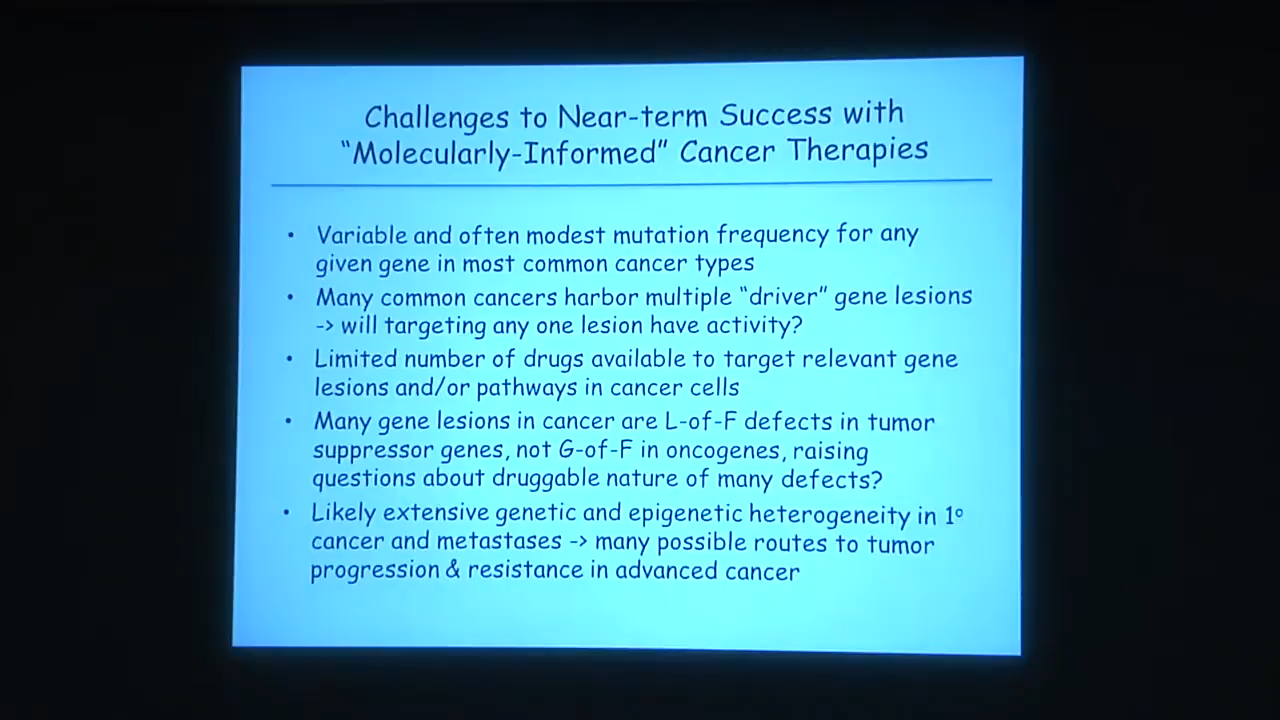 Challenges to Near-term Success with
“Molecularly-Informed” Cancer Therapies
• Variable and often modest mutation frequency for any
given gene in most common cancer types
• Many common cancers harbor multiple “driver” gene lesions
-> will targeting any one lesion have activity?
• Limited number of drugs available to target relevant gene
lesions and/or pathways in cancer cells
• Many gene lesions in cancer are L-of-F defects in tumor
suppressor genes, not G-of-F in oncogenes, raising
questions about druggable nature of many defects?
• Likely extensive genetic and epigenetic heterogeneity in 1º
cancer and metastases -> many possible routes to tumor
progression & resistance in advanced cancer